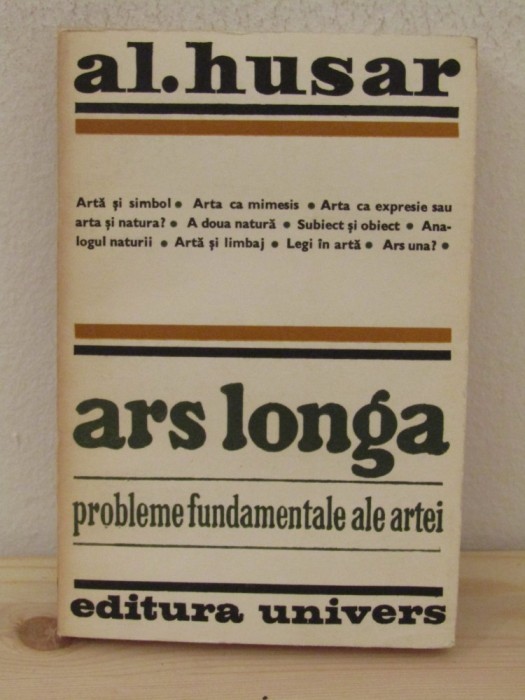 al.husar
Artă și simbol • Arta ca mimesis • Arta ca expresie sau
arta și natura? • A doua natură • Subiect și obiect • Ana-
logul naturii • Artă și limbaj • Legi în artă • Ars una? •
ars longa
probleme fundamentale ale artei
editura univers